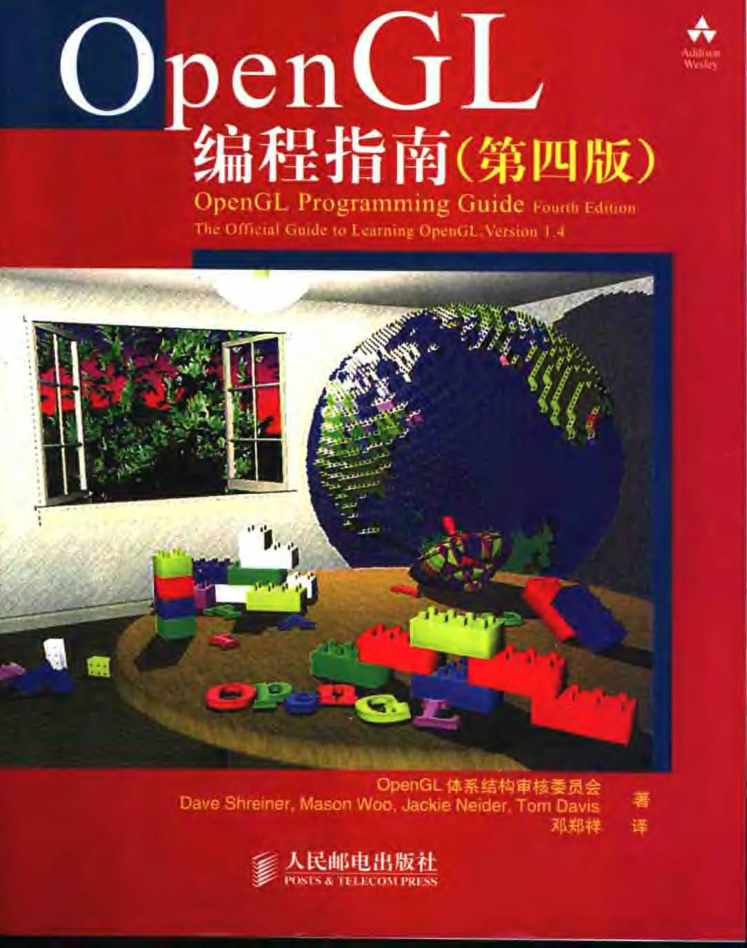 OpenGL
Addison
Wesley
编程指南(第四版)
OpenGL Programming Guide Fourth Edition
The Official Guide to Learning OpenGL,Version 1.4
OpenGL
OpenGL 体系结构审核委员会
Dave Shreiner, Mason Woo, Jackie Neider, Tom Davis
著
邓郑祥 译
人民邮电出版社
POSTS & TELECOM PRESS